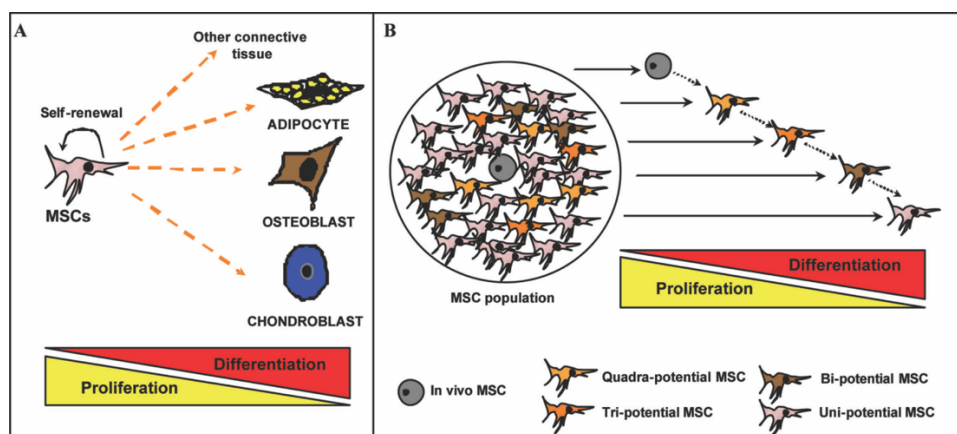 A
Other connective
tissue
Self-renewal
MSCs
ADIPOCYTE
OSTEOBLAST
CHONDROBLAST
Differentiation
Proliferation
B
MSC population
Differentiation
Proliferation
In vivo MSC
Quadra-potential MSC
Tri-potential MSC
Bi-potential MSC
Uni-potential MSC